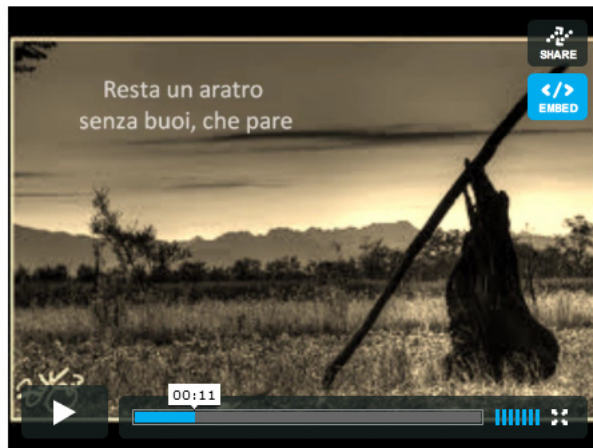 SHARE
</>
EMBED
Resta un aratro
senza buoi, che pare
00:11